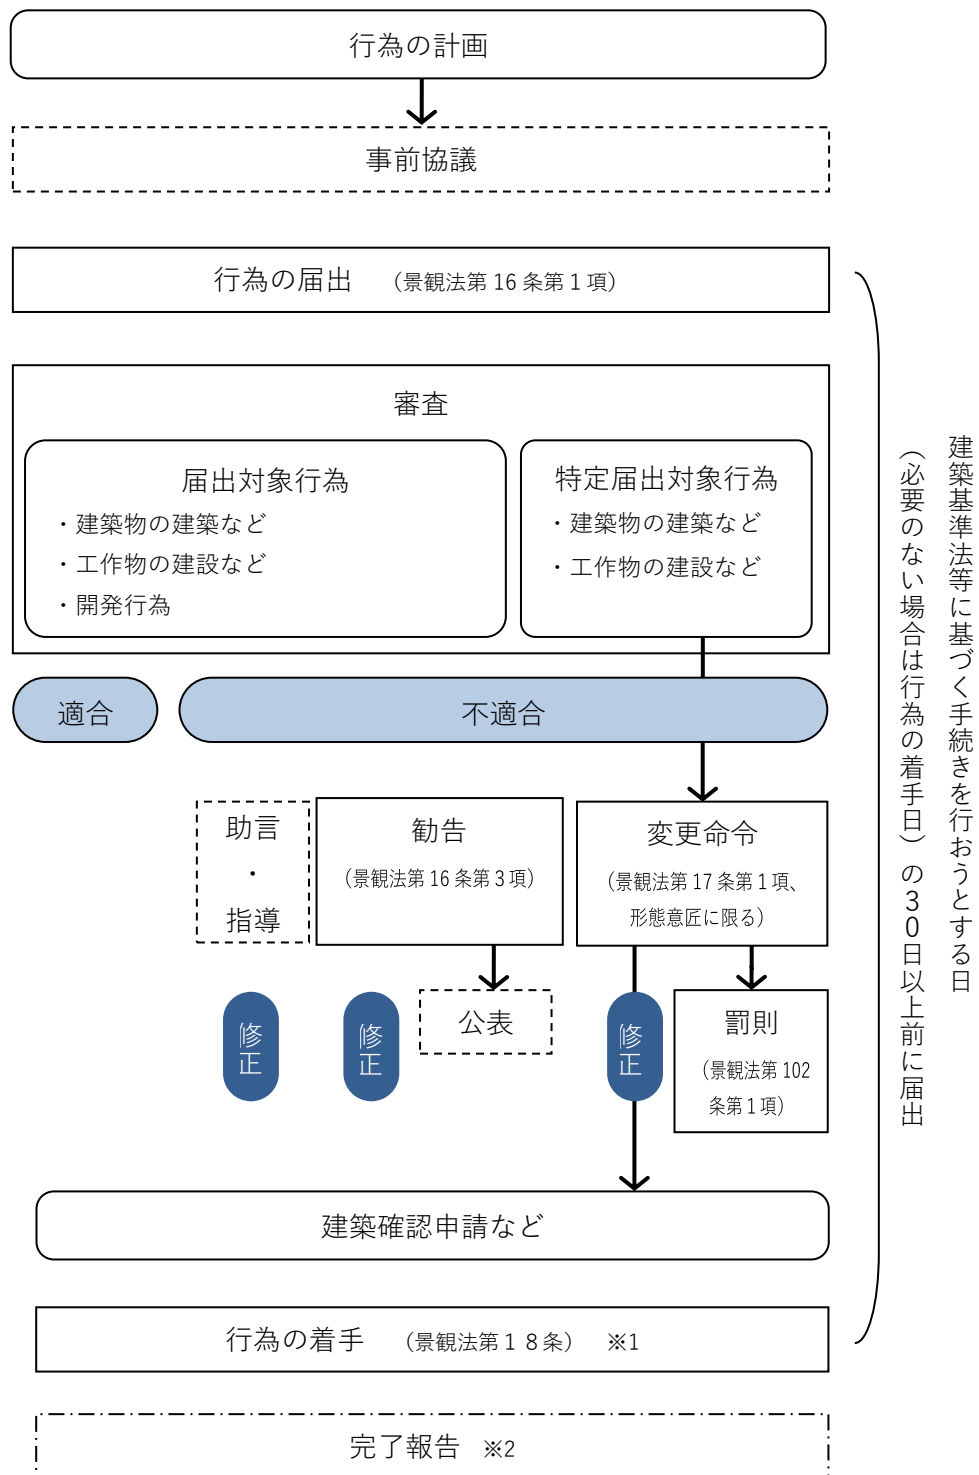 行為の計画
事前協議
行為の届出 （景観法第 16 条第１項）
審査
届出対象行為
・建築物の建築など
・工作物の建設など
・開発行為
特定届出対象行為
・建築物の建築など
・工作物の建設など
適合
不適合
助言
・
指導
勧告
（景観法第 16 条第３項）
変更命令
（景観法第 17 条第１項、
形態意匠に限る）
修正
修正
公表
修正
罰則
（景観法第 102
条第１項）
建築確認申請など
行為の着手 （景観法第１８条） ※1
完了報告 ※2
建築基準法等に基づく手続きを行おうとする日
（必要のない場合は行為の着手日）の３０日以上前に届出